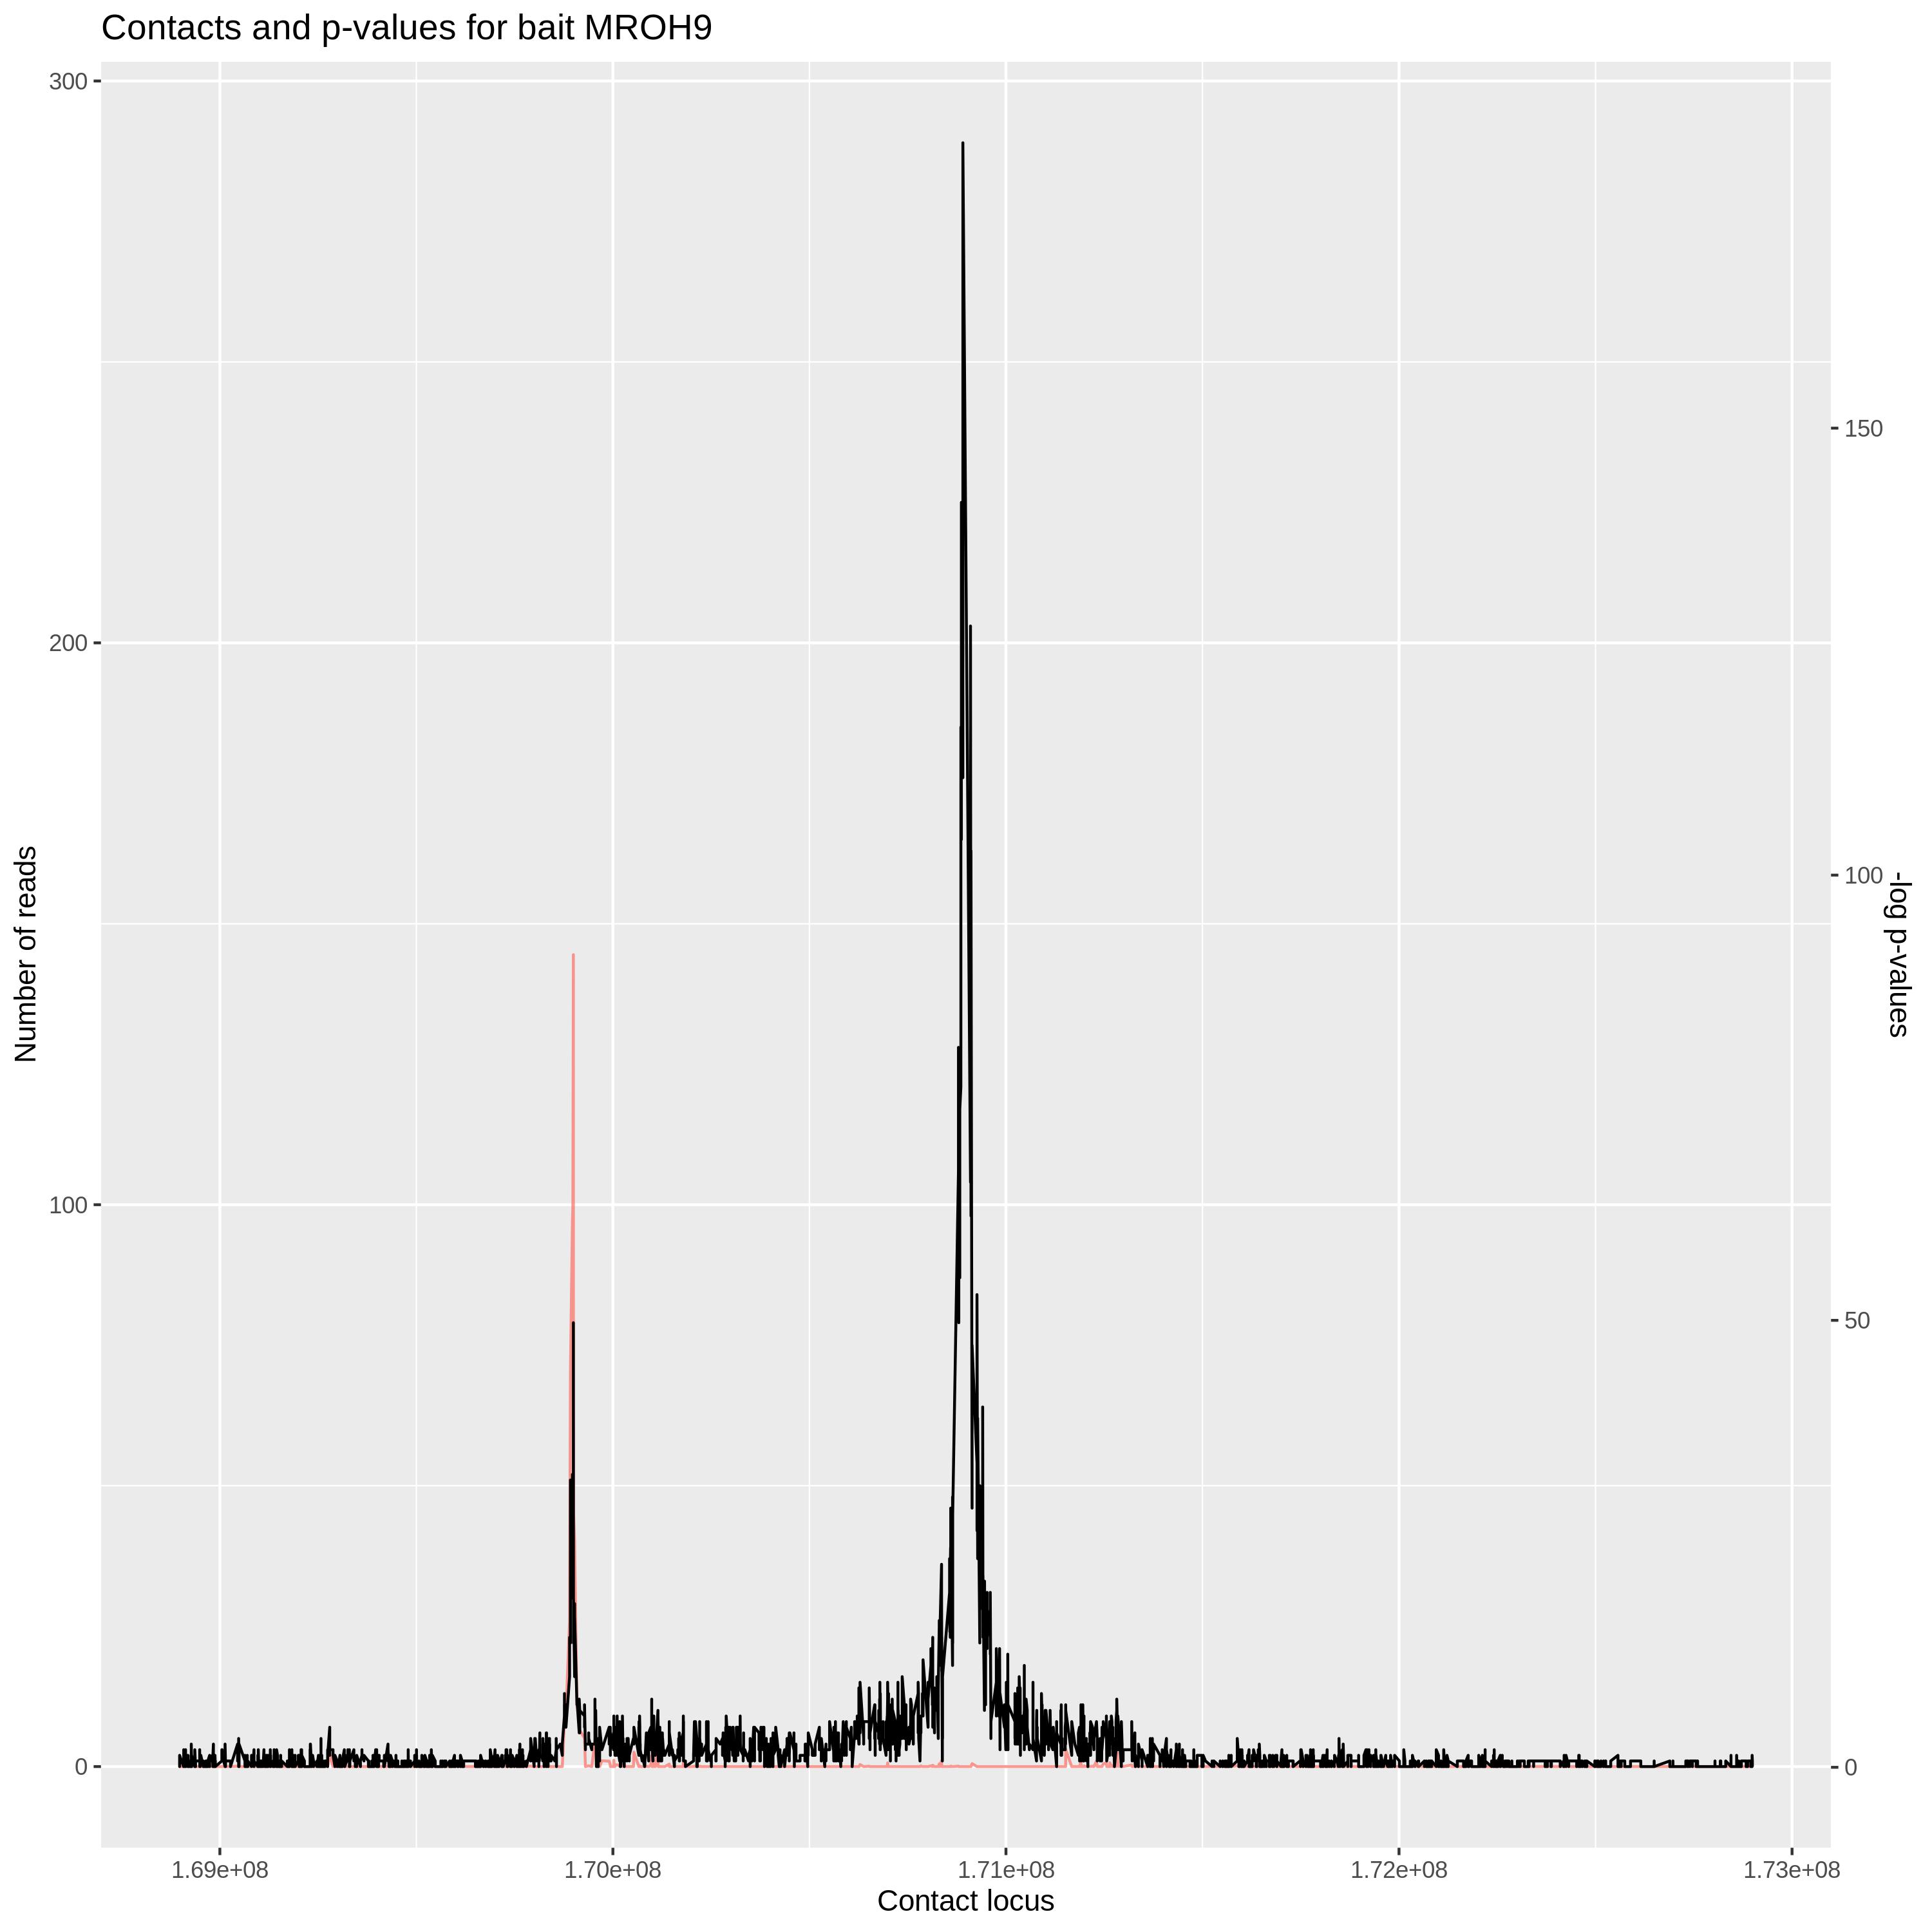 Contacts and p-values for bait MROH9
300
200
100
0
Number of reads
150
100
50
0
-log p-values
1.69e+08
1.70e+08
1.71e+08
1.72e+08
1.73e+08
Contact locus